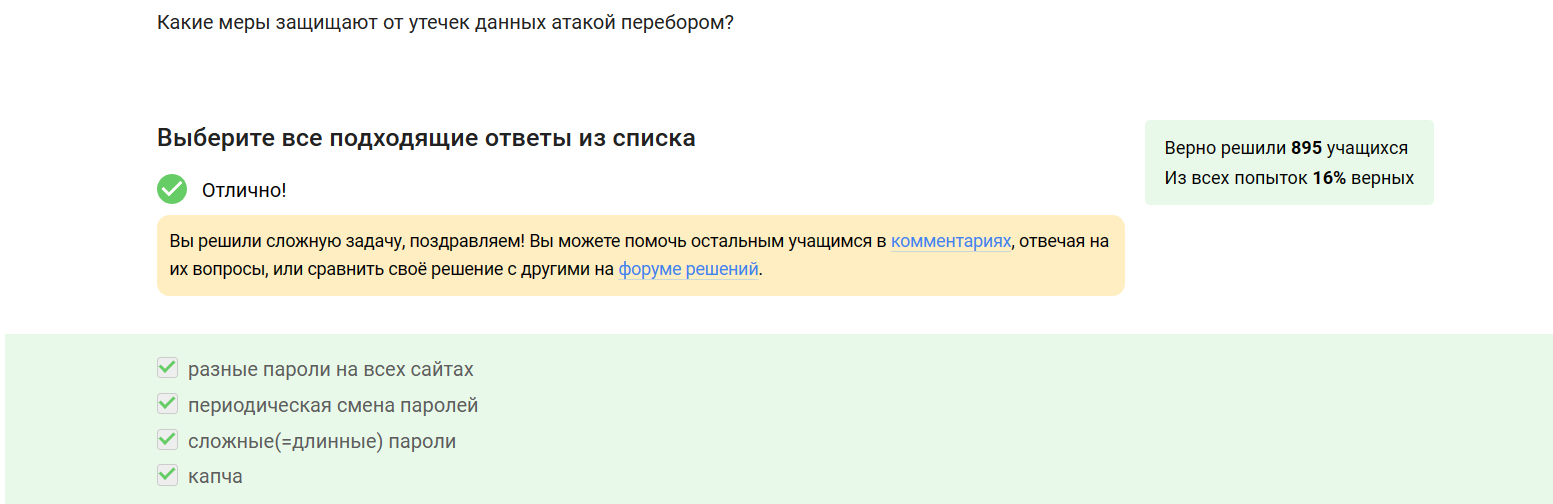 Какие меры защищают от утечек данных атакой перебором?
Выберите все подходящие ответы из списка
Верно решили 895 учащихся
Из всех попыток 16% верных
Отлично!
Вы решили сложную задачу, поздравляем! Вы можете помочь остальным учащимся в комментариях, отвечая на
их вопросы, или сравнить своё решение с другими на форуме решений.
разные пароли на всех сайтах
периодическая смена паролей
сложные(=длинные) пароли
капча